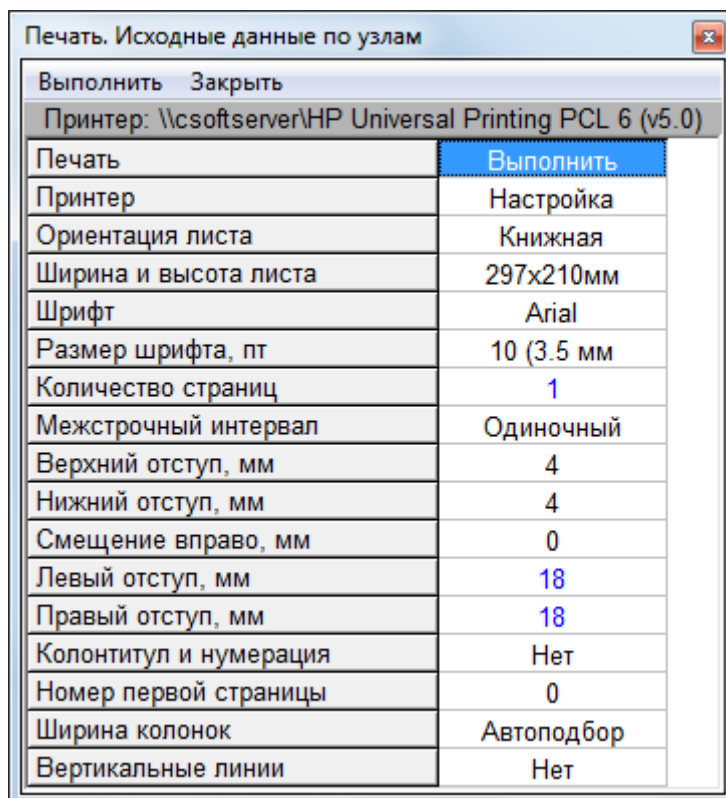 Печать. Исходные данные по узлам
Выполнить Закрыть
Принтер: \\csoftserver\HP Universal Printing PCL 6 (v5.0)
Печать Выполнить
Принтер Настройка
Ориентация листа Книжная
Ширина и высота листа 297х210мм
Шрифт Arial
Размер шрифта, пт 10 (3.5 мм
Количество страниц 1
Межстрочный интервал Одиночный
Верхний отступ, мм 4
Нижний отступ, мм 4
Смещение вправо, мм 0
Левый отступ, мм 18
Правый отступ, мм 18
Колонтитул и нумерация Нет
Номер первой страницы 0
Ширина колонок Автоподбор
Вертикальные линии Нет